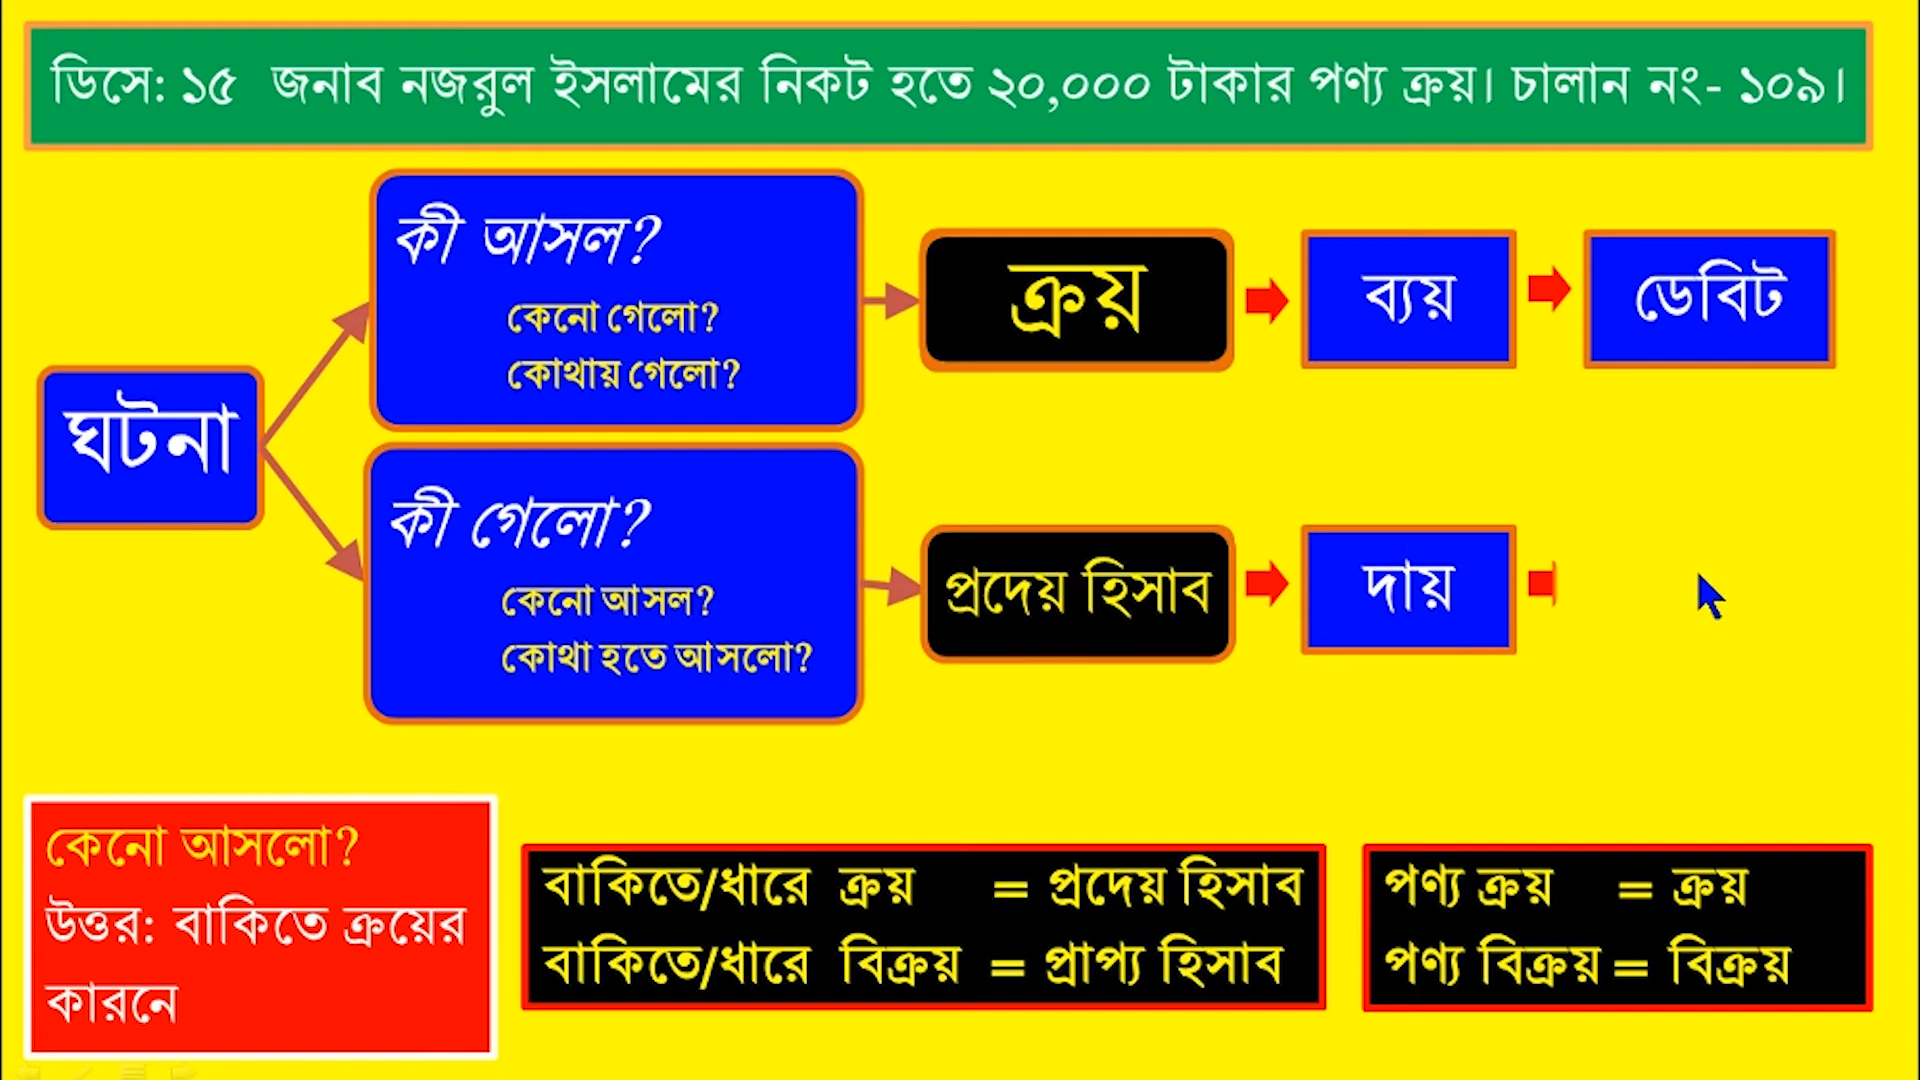 ডিসে: ১৫ জনাব নজরুল ইসলামের নিকট হতে ২০,০০০ টাকার পণ্য ক্রয়। চালান নং- ১০৯।
কী আসল?
কেনো গেলো?
কোথায় গেলো?
ক্রয়
ব্যয়
ডেবিট
ঘটনা
কী গেলো?
কেনো আসল?
কোথা হতে আসলো?
প্রদেয় হিসাব
দায়
কেনো আসলো?
উত্তর: বাকিতে ক্রয়ের
কারনে
বাকিতে/ধারে ক্রয় = প্রদেয় হিসাব
বাকিতে/ধারে বিক্রয় = প্রাপ্য হিসাব
পণ্য ক্রয় = ক্রয়
পণ্য বিক্রয় = বিক্রয়